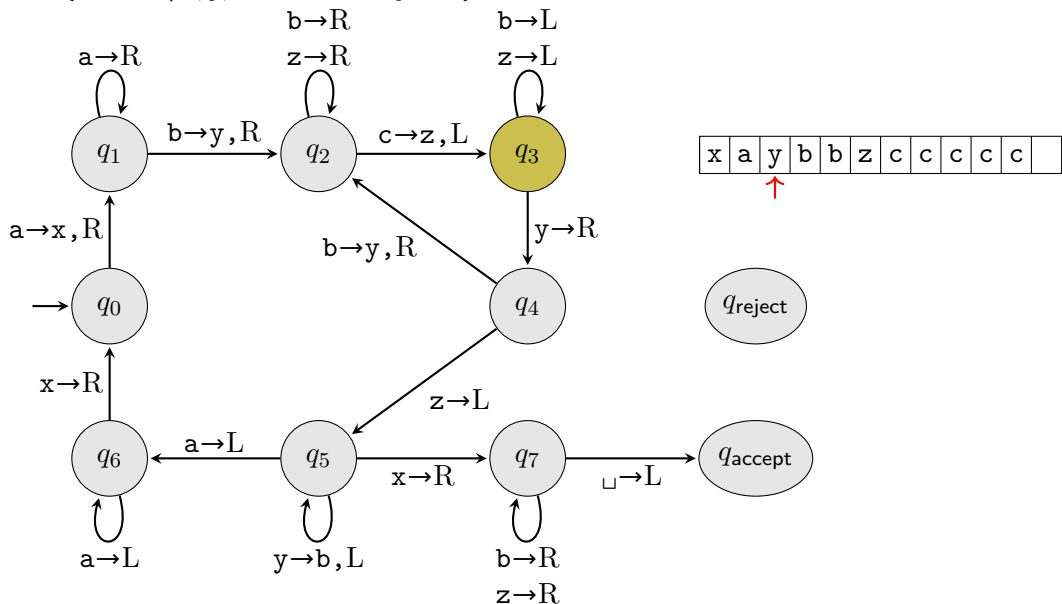 b→R
b→L
a→R
z→R
z→L
b→y,R
c→z,L
q1
q2
q3
x a y b b z c c c c c
↑
a→x,R
b→y,R
y→R
q0
q4
qreject
x→R
z→L
a→L
q6
q5
q7
qaccept
x→R
␣→L
a→L
y→b,L
b→R
z→R